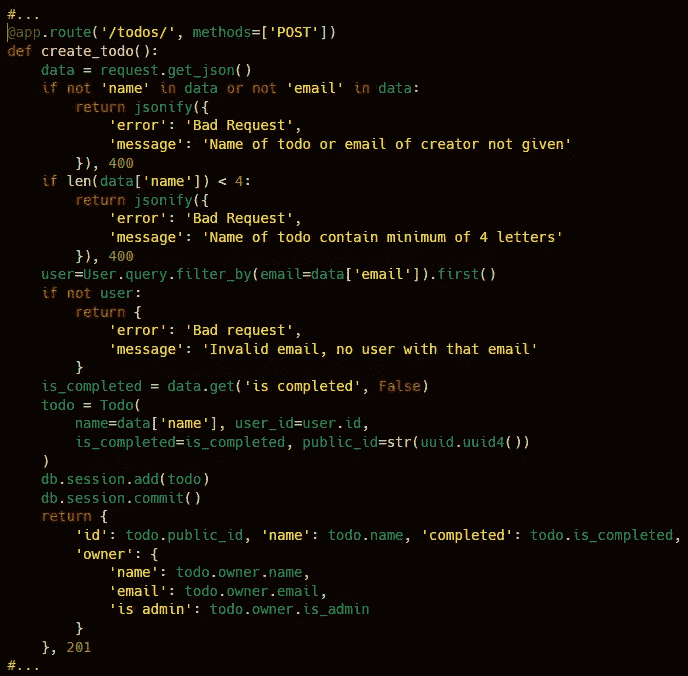 #...
@app.route('/todos/', methods=['POST'])
def create_todo():
    data = request.get_json()
    if not 'name' in data or not 'email' in data:
        return jsonify({
            'error': 'Bad Request',
            'message': 'Name of todo or email of creator not given'
        }), 400
    if len(data['name']) < 4:
        return jsonify({
            'error': 'Bad Request',
            'message': 'Name of todo contain minimum of 4 letters'
        }), 400
    user=User.query.filter_by(email=data['email']).first()
    if not user:
        return {
            'error': 'Bad request',
            'message': 'Invalid email, no user with that email'
        }
    is_completed = data.get('is completed', False)
    todo = Todo(
        name=data['name'], user_id=user.id,
        is_completed=is_completed, public_id=str(uuid.uuid4())
    )
    db.session.add(todo)
    db.session.commit()
    return {
        'id': todo.public_id, 'name': todo.name, 'completed': todo.is_completed,
        'owner': {
            'name': todo.owner.name,
            'email': todo.owner.email,
            'is admin': todo.owner.is_admin
        }
    }, 201
#...